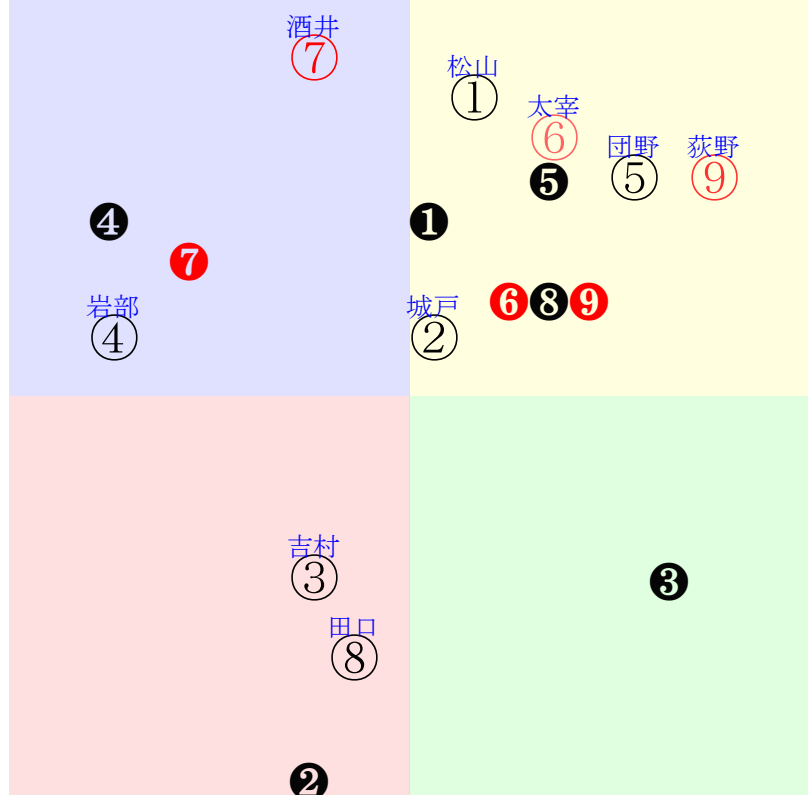 酒井
⑦
松山
①
太宰
⑥
団野
⑤
荻野
⑨
❺
❹
❶
❼
岩部
④
城戸
②
❻❽❾
吉村
③
❸
田口
⑧
❷